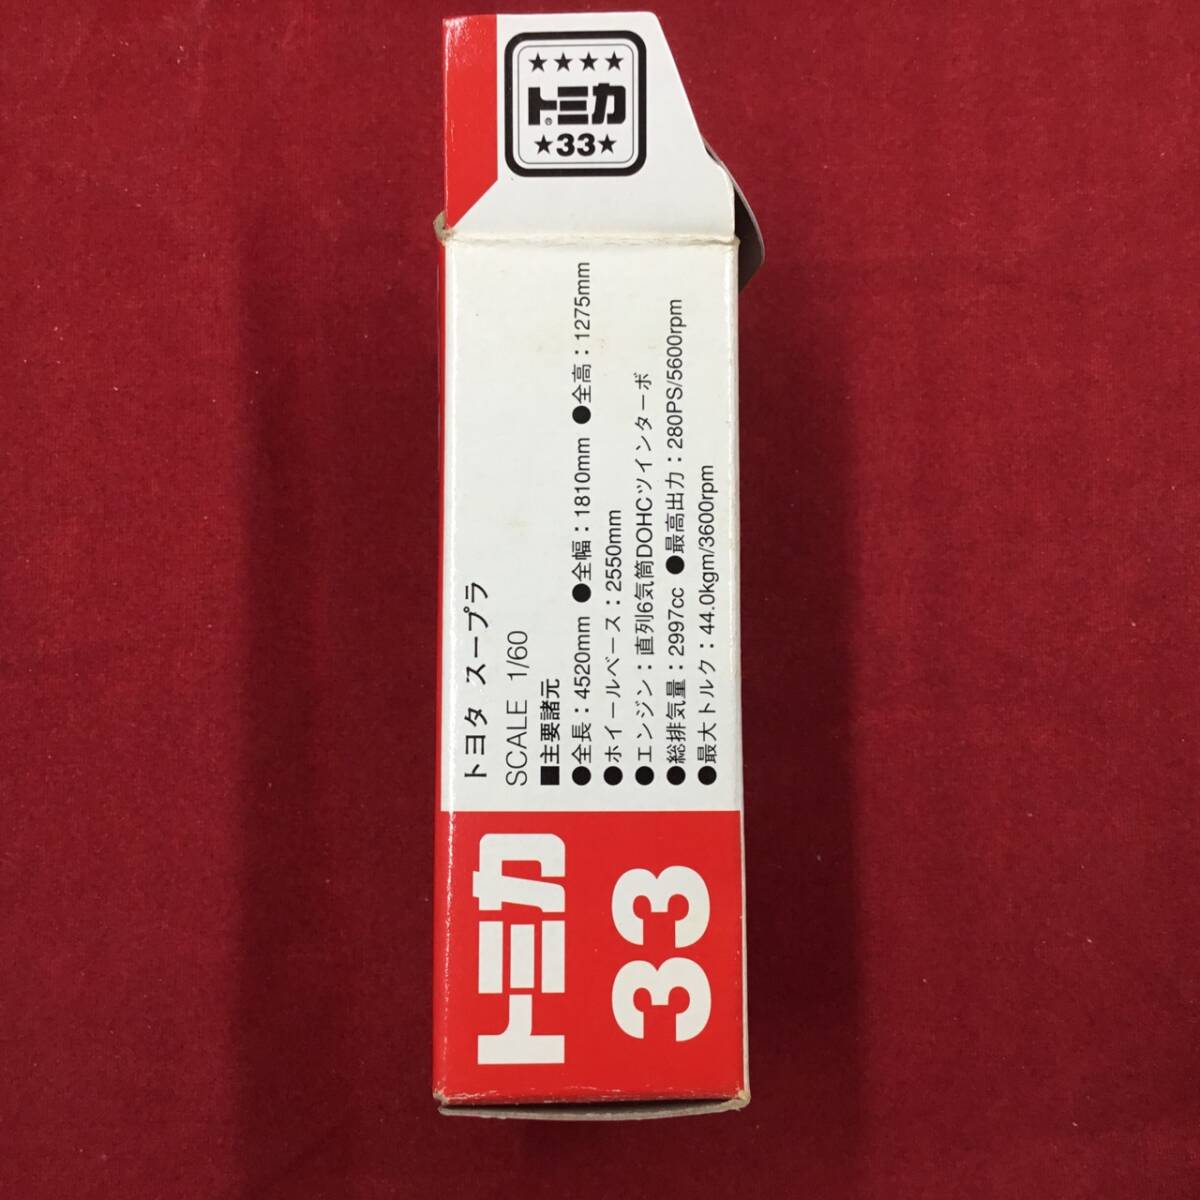 ★★★★
トミカ®
★33★
トヨタ スープラ
SCALE 1/60
■主要諸元
●全長：4520mm ●全幅：1810mm ●全高：1275mm
●ホイールベース：2550mm
●エンジン：直列6気筒DOHCツインターボ
●総排気量：2997cc ●最高出力：280PS/5600rpm
●最大トルク：44.0kgm/3600rpm
トミカ
33